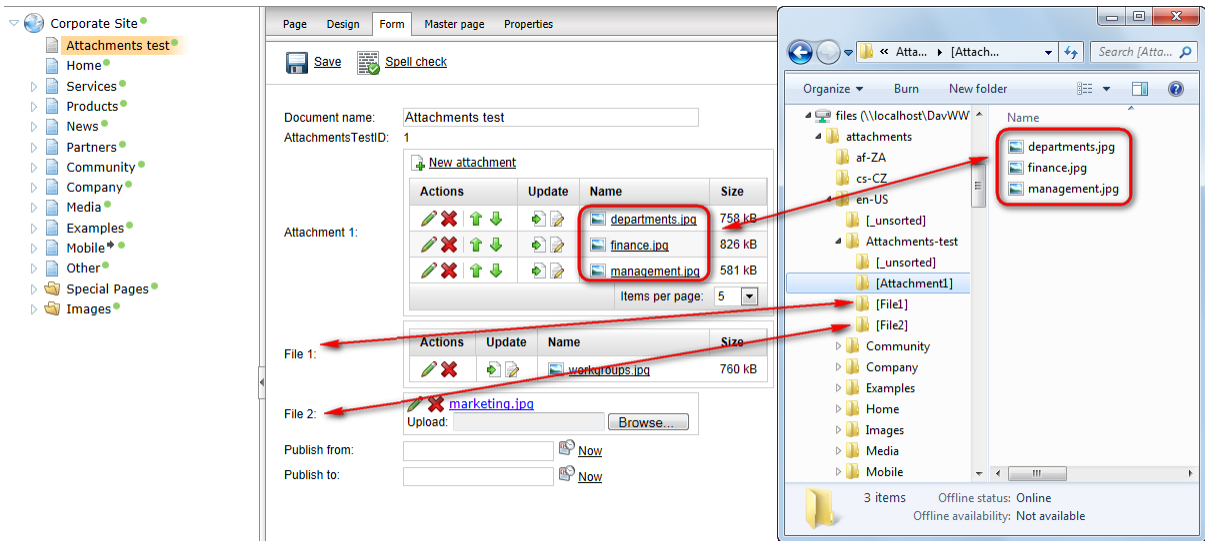 Corporate Site
Attachments test
Home
Services
Products
News
Partners
Community
Company
Media
Examples
Mobile
Other
Special Pages
Images
Page Design Form Master page Properties
Save Spell check
Document name: Attachments test
AttachmentsTestID: 1
Attachment 1:
New attachment
Actions Update Name Size
departments.jpg 758 kB
finance.jpg 826 kB
management.jpg 581 kB
Items per page: 5
File 1:
Actions Update Name Size
workgroups.jpg 760 kB
File 2:
marketing.jpg
Upload: Browse...
Publish from: Now
Publish to: Now
« Atta... [Attach... Search [Atta...
Organize Burn New folder
files (\\localhost\DavWW
attachments
af-ZA
cs-CZ
en-US
[_unsorted]
Attachments-test
[_unsorted]
[Attachment1]
[File1]
[File2]
Community
Company
Examples
Home
Images
Media
Mobile
Name
departments.jpg
finance.jpg
management.jpg
3 items Offline status: Online
Offline availability: Not available